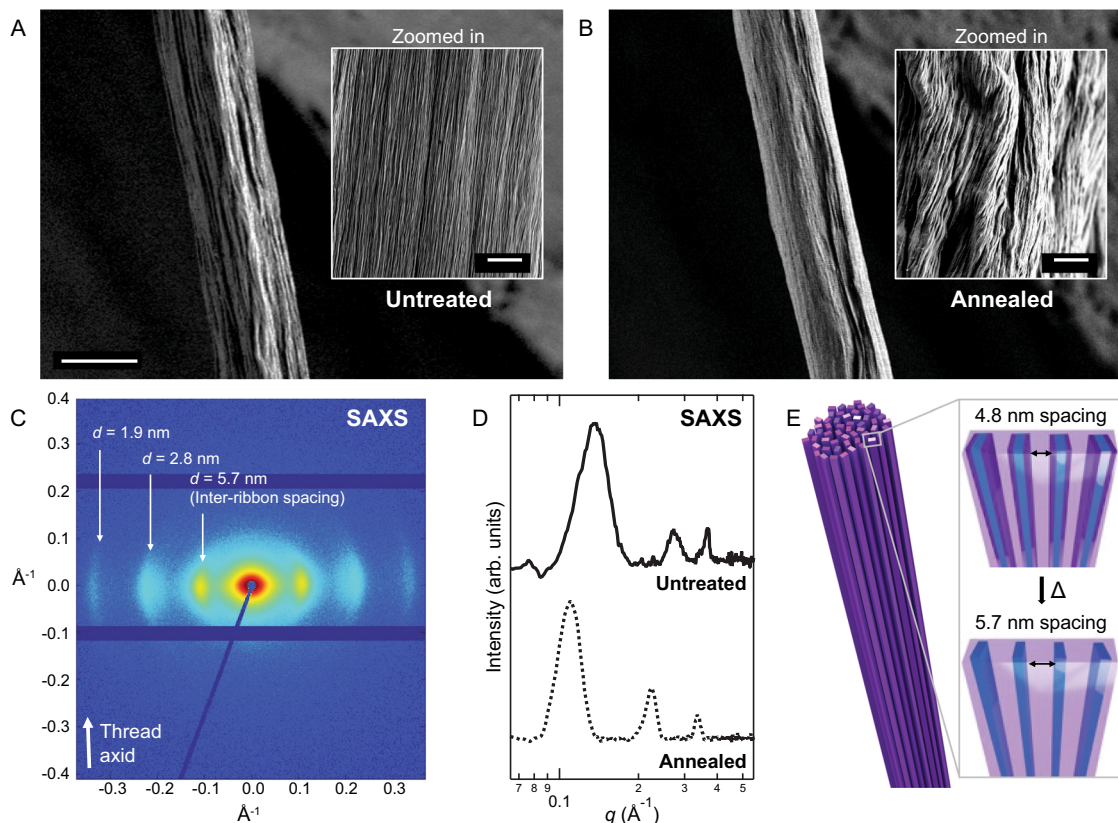 A
Zoomed in
Untreated
B
Zoomed in
Annealed
C
SAXS
0.4
0.3
0.2
0.1
Å-1
0.0
-0.1
-0.2
-0.3
-0.4
d = 1.9 nm
d = 2.8 nm
d = 5.7 nm
(Inter-ribbon spacing)
Thread
axid
-0.3 -0.2 -0.1 0.0 0.1 0.2 0.3
Å-1
D
SAXS
Intensity (arb. units)
Untreated
Annealed
7 8 9 2 3 4 5
0.1
q (Å-1)
E
4.8 nm spacing
Δ
5.7 nm spacing